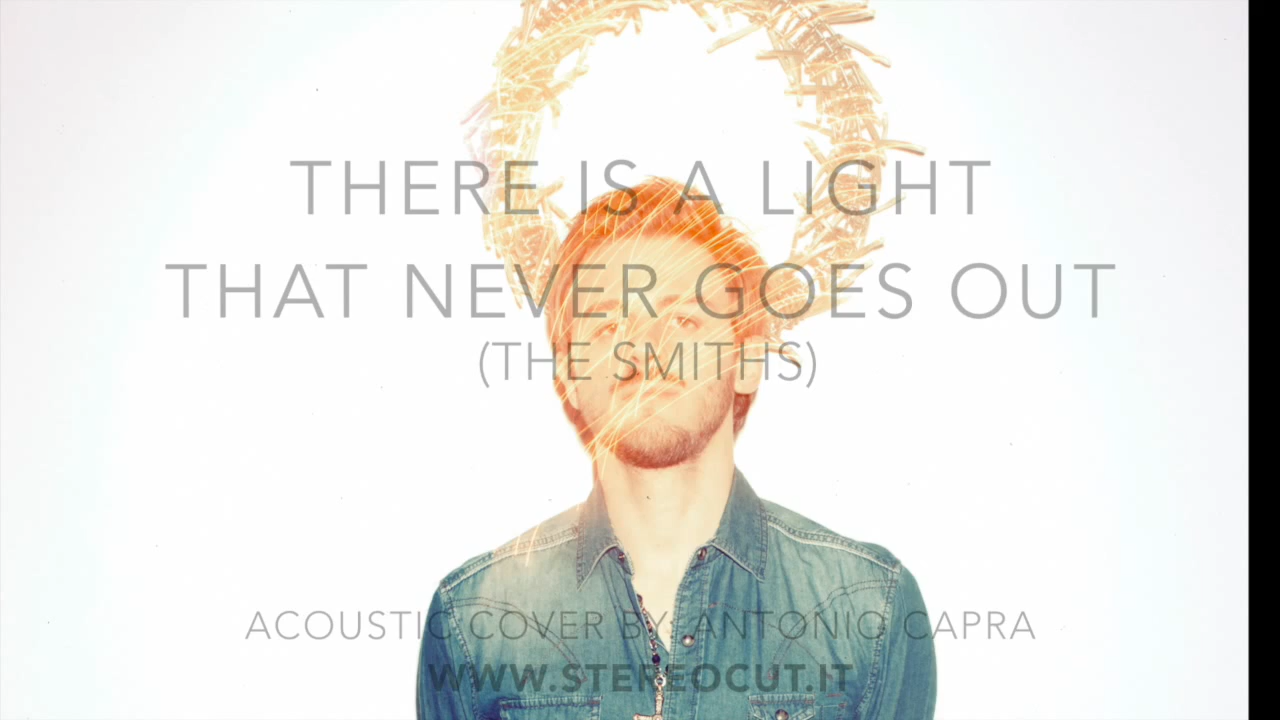 THERE IS A LIGHT
THAT NEVER GOES OUT
(THE SMITHS)
ACOUSTIC COVER BY: ANTONIO CAPRA
WWW.STEREOCUT.IT